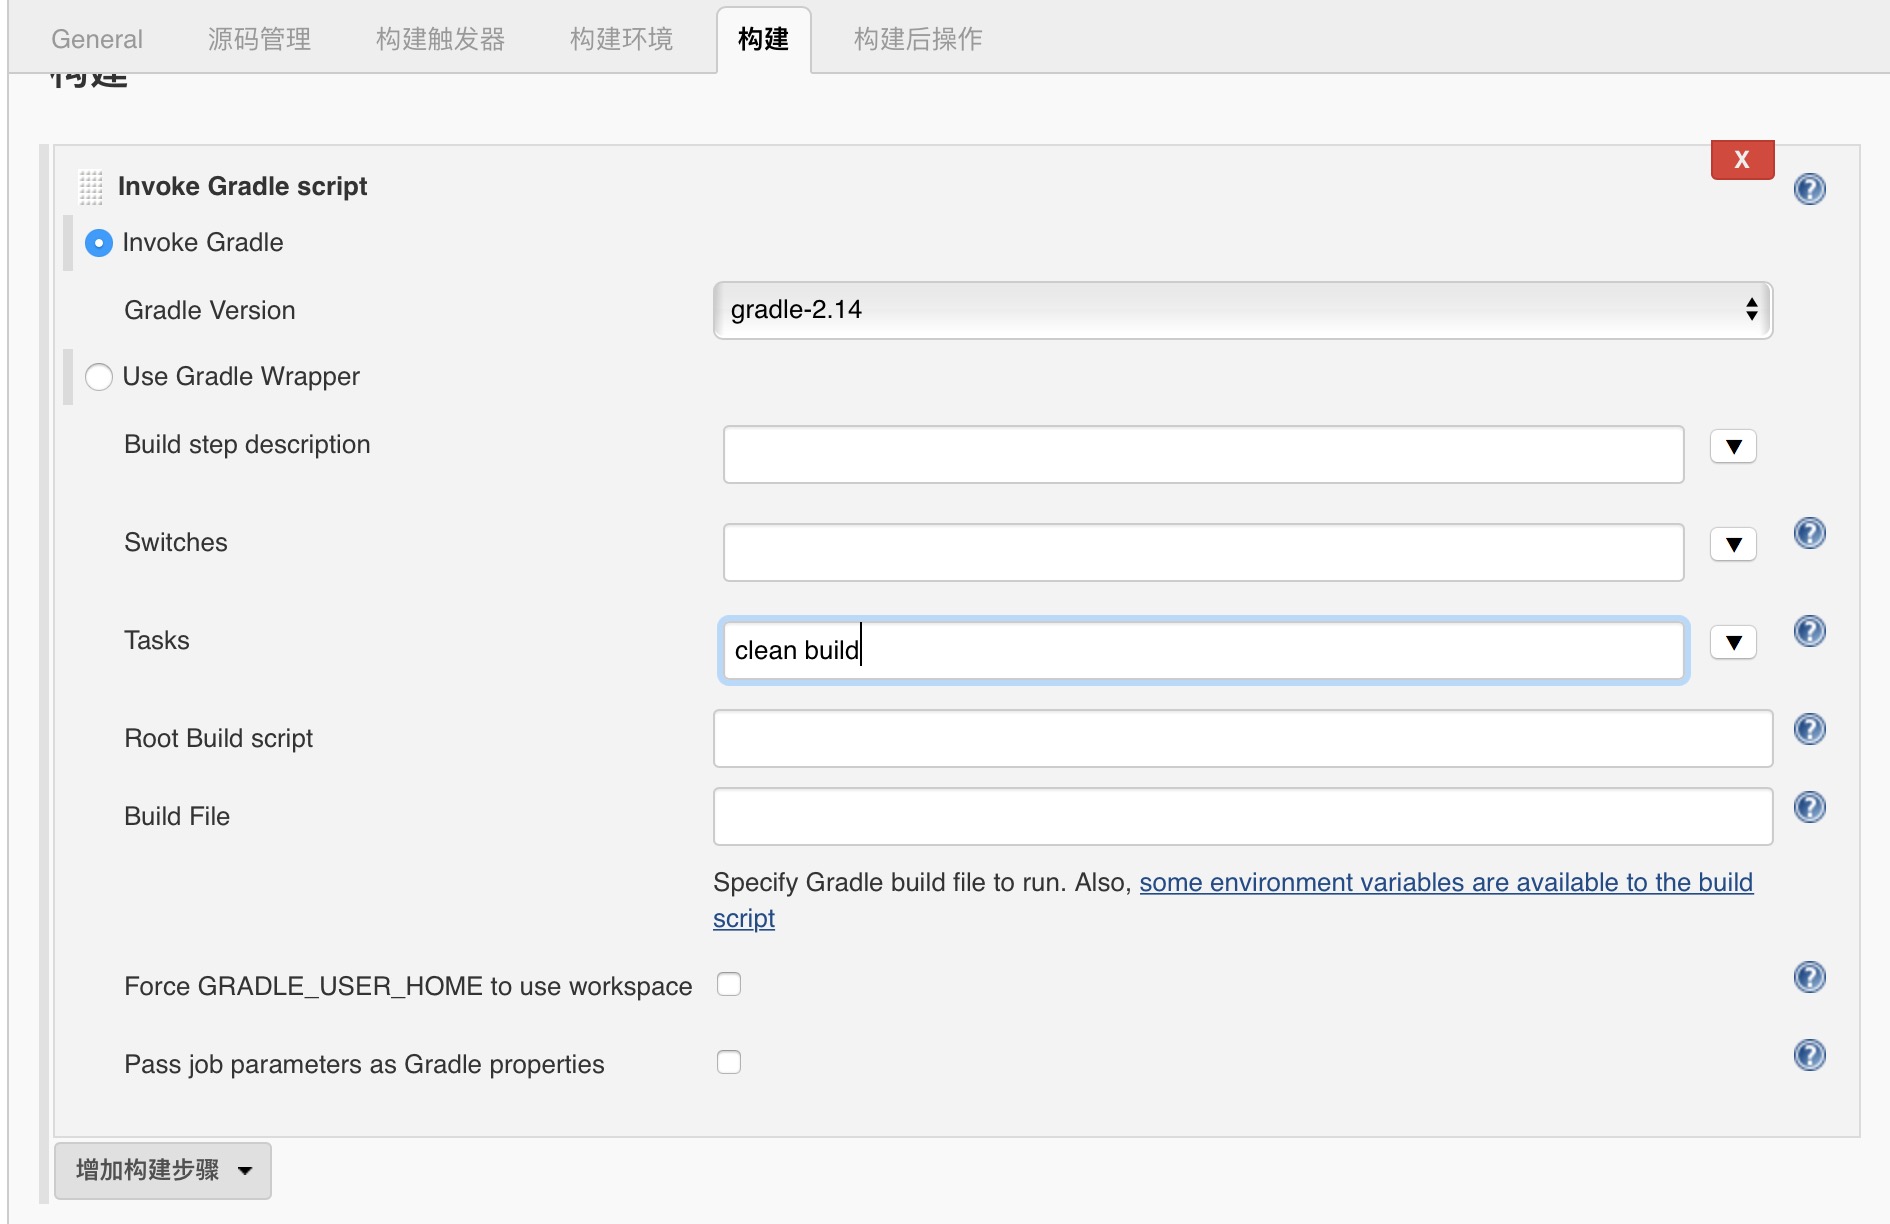 General 源码管理 构建触发器 构建环境 构建 构建后操作
构建
X
Invoke Gradle script
Invoke Gradle
Gradle Version gradle-2.14
Use Gradle Wrapper
Build step description
Switches
Tasks clean build
Root Build script
Build File
Specify Gradle build file to run. Also, some environment variables are available to the build
script
Force GRADLE_USER_HOME to use workspace
Pass job parameters as Gradle properties
增加构建步骤